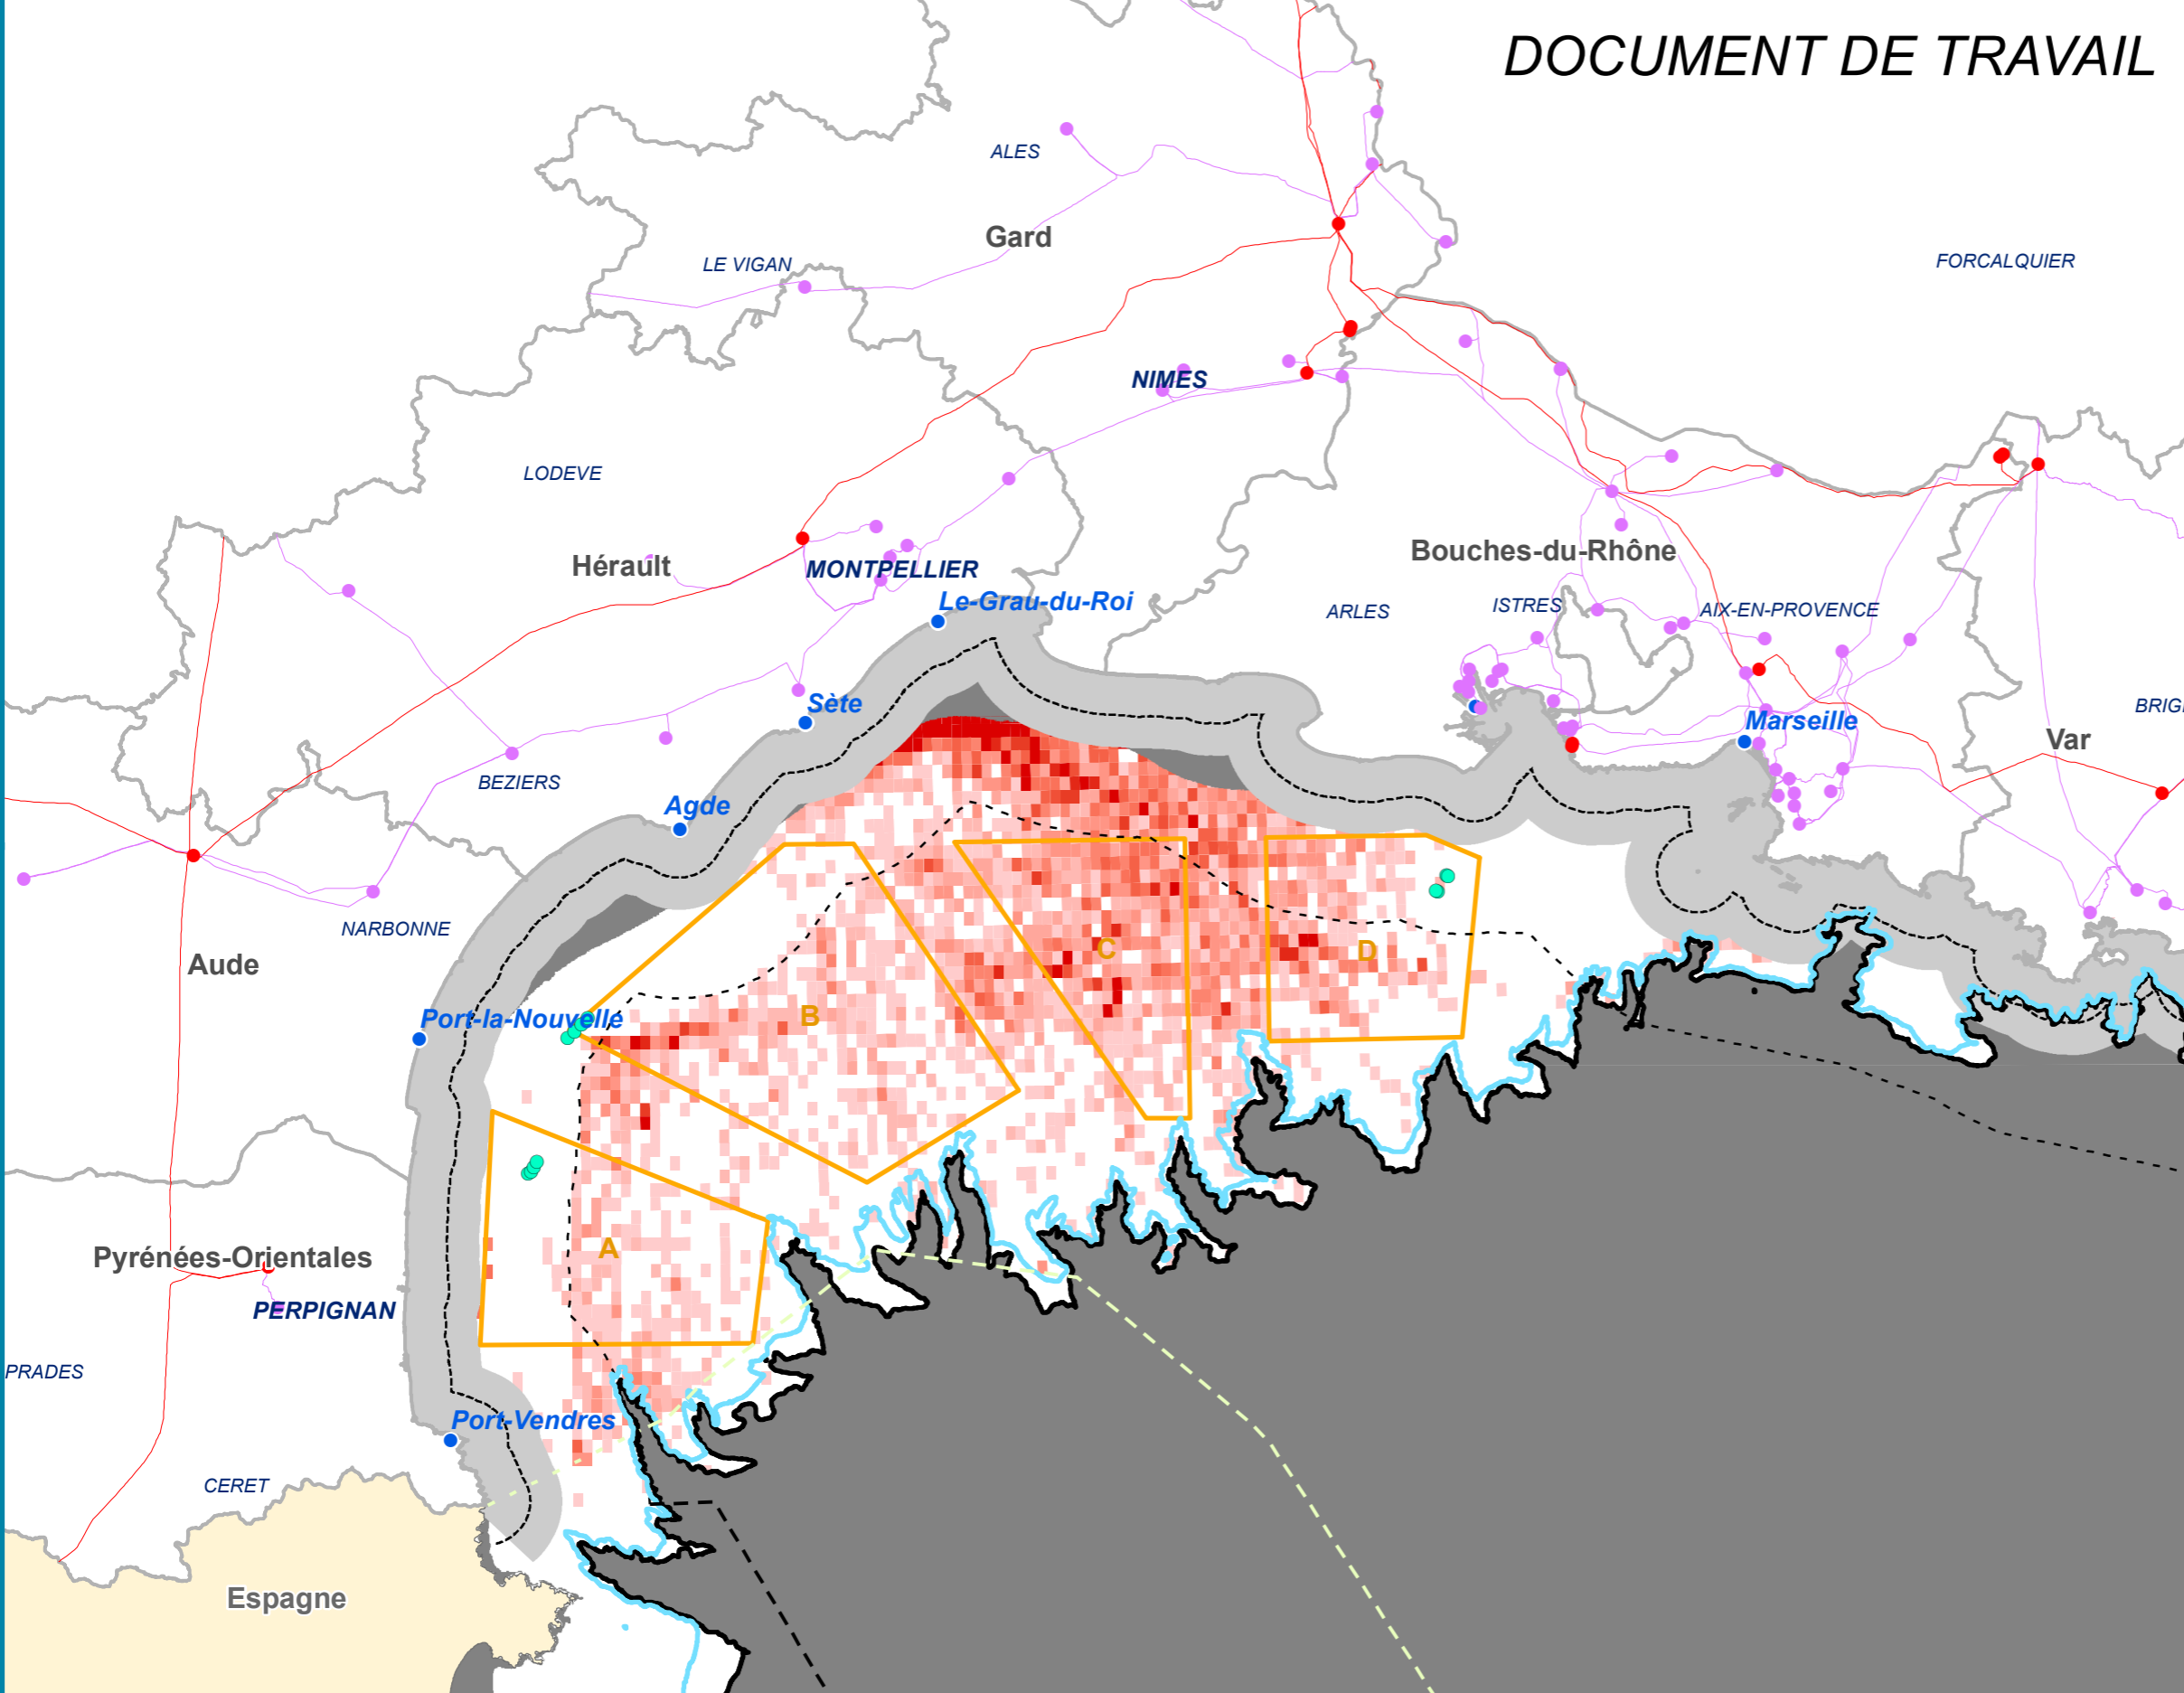 DOCUMENT DE TRAVAIL
ALES
Gard
LE VIGAN
FORCALQUIER
NIMES
LODEVE
Hérault
MONTPELLIER
Bouches-du-Rhône
Le-Grau-du-Roi
ARLES
ISTRES
AIX-EN-PROVENCE
Sète
Marseille
BRIG
Var
BEZIERS
Agde
NARBONNE
Aude
C
D
B
Port-la-Nouvelle
A
Pyrénées-Orientales
PERPIGNAN
PRADES
Port-Vendres
CERET
Espagne